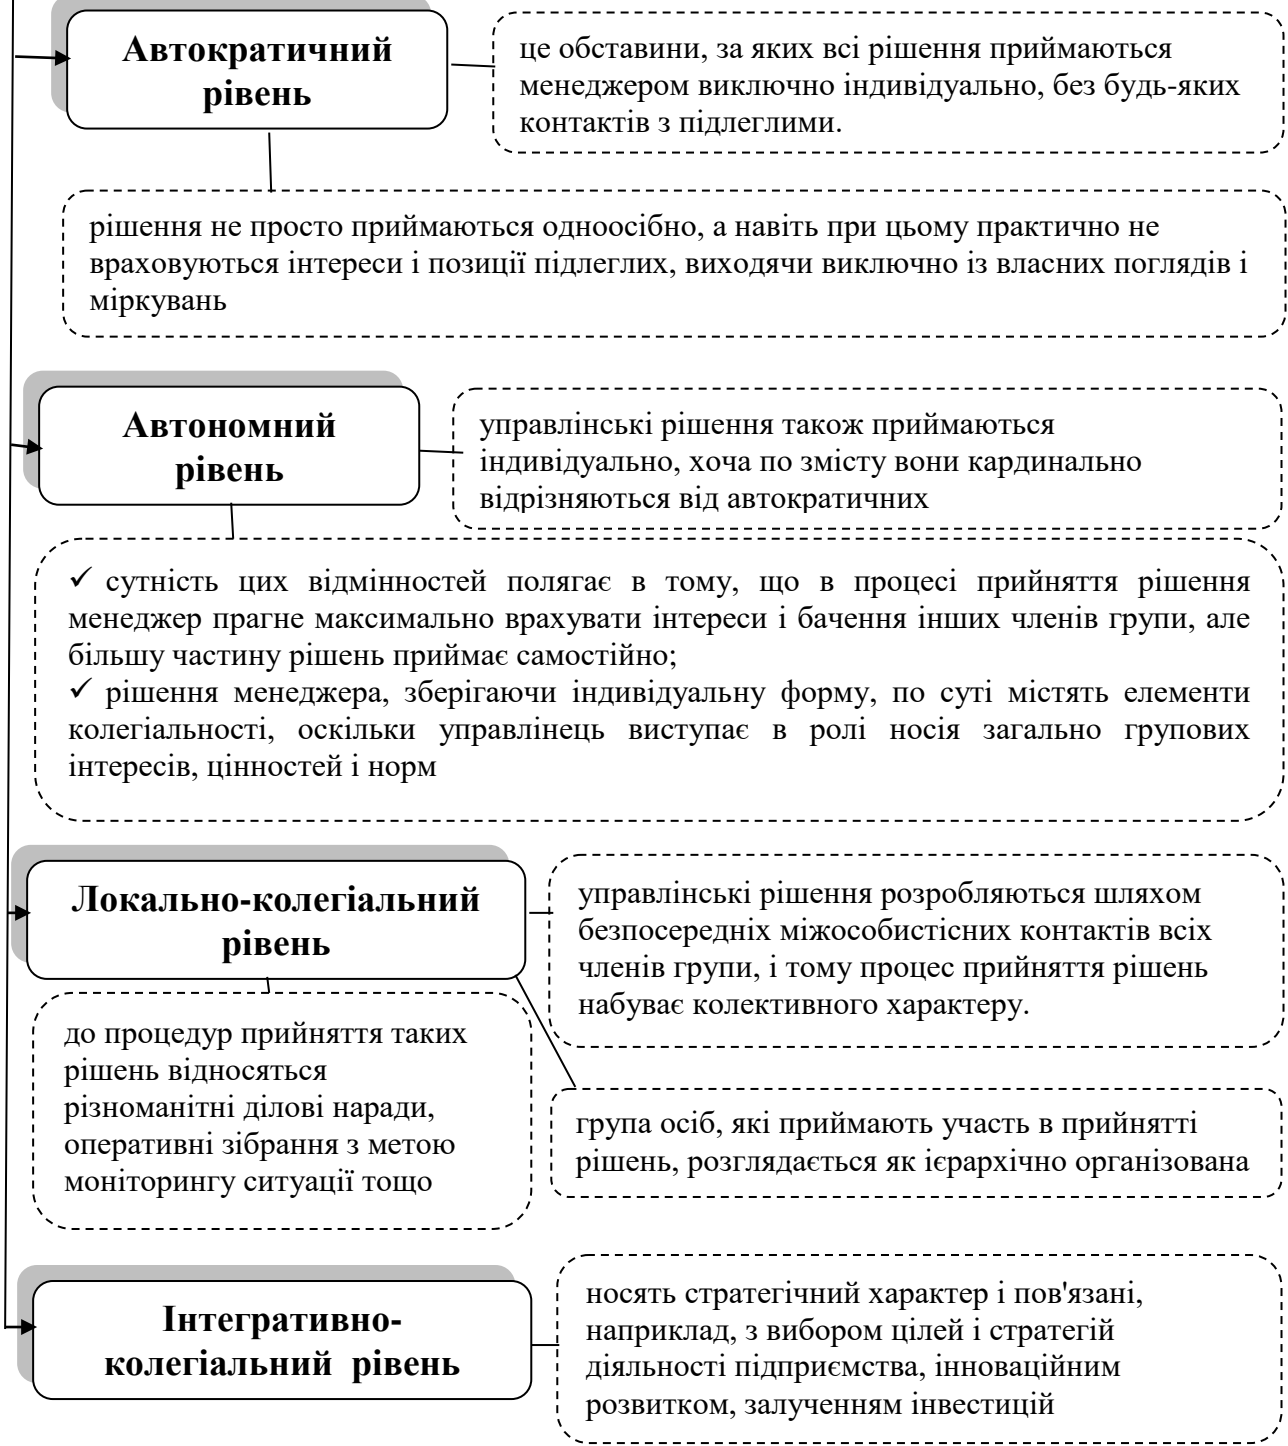 Автократичний
рівень
це обставини, за яких всі рішення приймаються
менеджером виключно індивідуально, без будь-яких
контактів з підлеглими.
рішення не просто приймаються одноосібно, а навіть при цьому практично не
враховуються інтереси і позиції підлеглих, виходячи виключно із власних поглядів і
міркувань
Автономний
рівень
управлінські рішення також приймаються
індивідуально, хоча по змісту вони кардинально
відрізняються від автократичних
✓ сутність цих відмінностей полягає в тому, що в процесі прийняття рішення
менеджер прагне максимально врахувати інтереси і бачення інших членів групи, але
більшу частину рішень приймає самостійно;
✓ рішення менеджера, зберігаючи індивідуальну форму, по суті містять елементи
колегіальності, оскільки управлінець виступає в ролі носія загально групових
інтересів, цінностей і норм
Локально-колегіальний
рівень
управлінські рішення розробляються шляхом
безпосередніх міжособистісних контактів всіх
членів групи, і тому процес прийняття рішень
набуває колективного характеру.
до процедур прийняття таких
рішень відносяться
різноманітні ділові наради,
оперативні зібрання з метою
моніторингу ситуації тощо
група осіб, які приймають участь в прийнятті
рішень, розглядається як ієрархічно організована
Інтегративно-
колегіальний рівень
носять стратегічний характер і пов'язані,
наприклад, з вибором цілей і стратегій
діяльності підприємства, інноваційним
розвитком, залученням інвестицій